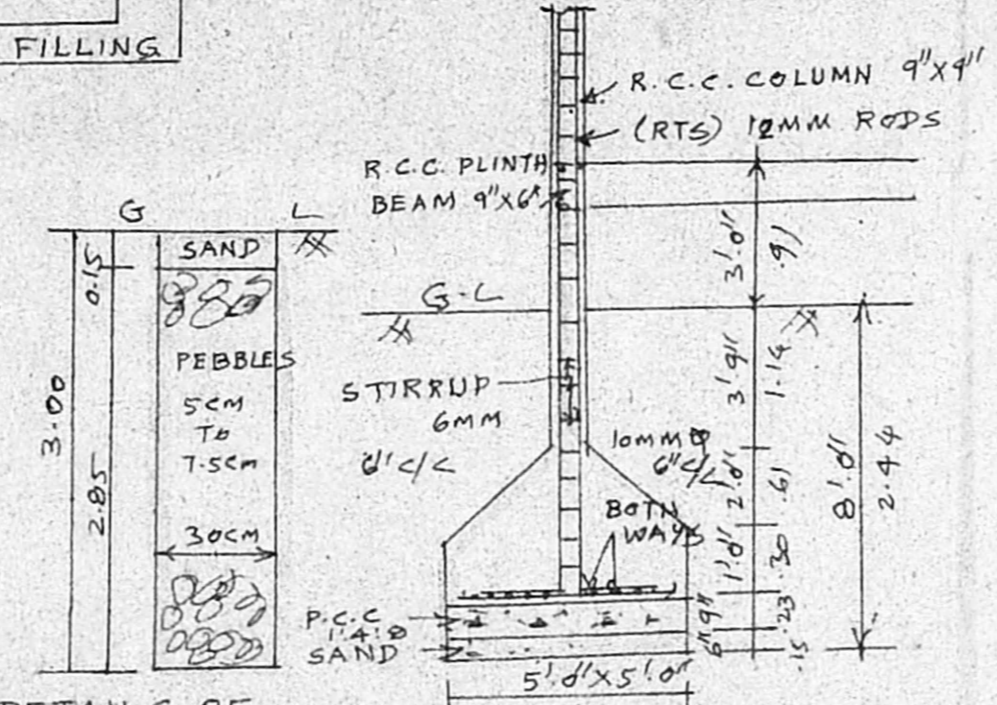 FILLING
R.C.C. COLUMN 9"X9"
(RTS) 12MM RODS
R.C.C. PLINTH
BEAM 9"X6"
G L
SAND
0.15
PEBBLES
5CM
TO
7.5CM
3.00
2.85
30CM
G-L
STIRRUP
6MM
6" C/C
10MM Φ
6" C/C
BOTH
WAYS
P.C.C
1:4:8
SAND
5'.0"X5'.0"
3'.0"
.91
3'.9"
1.14
2'.0"
.61
1'.0"
.30
9"
.23
6"
.15
8'.0"
2.44
DETAILS OF